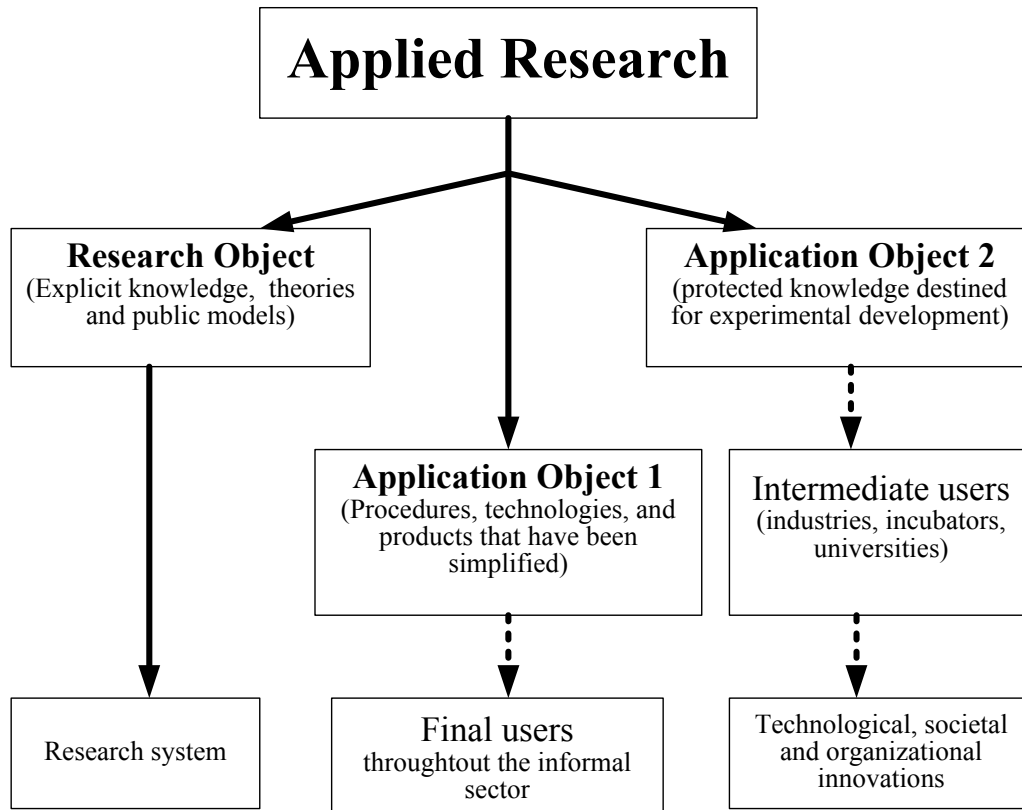 Applied Research
Research Object
(Explicit knowledge, theories
and public models)
Application Object 2
(protected knowledge destined
for experimental development)
Application Object 1
(Procedures, technologies, and
products that have been
simplified)
Intermediate users
(industries, incubators,
universities)
Research system
Final users
throughtout the informal
sector
Technological, societal
and organizational
innovations